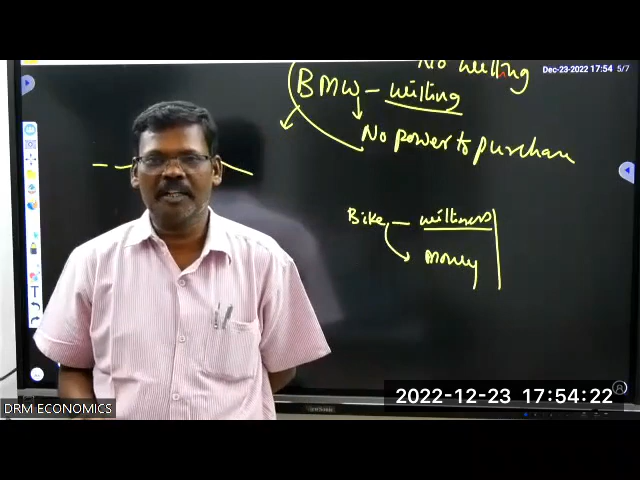 No willing
Dec-23-2022 17:54 5/7
BMW – willing
No power to purchase
Bike – williness
money
T
2022-12-23 17:54:22
DRM ECONOMICS